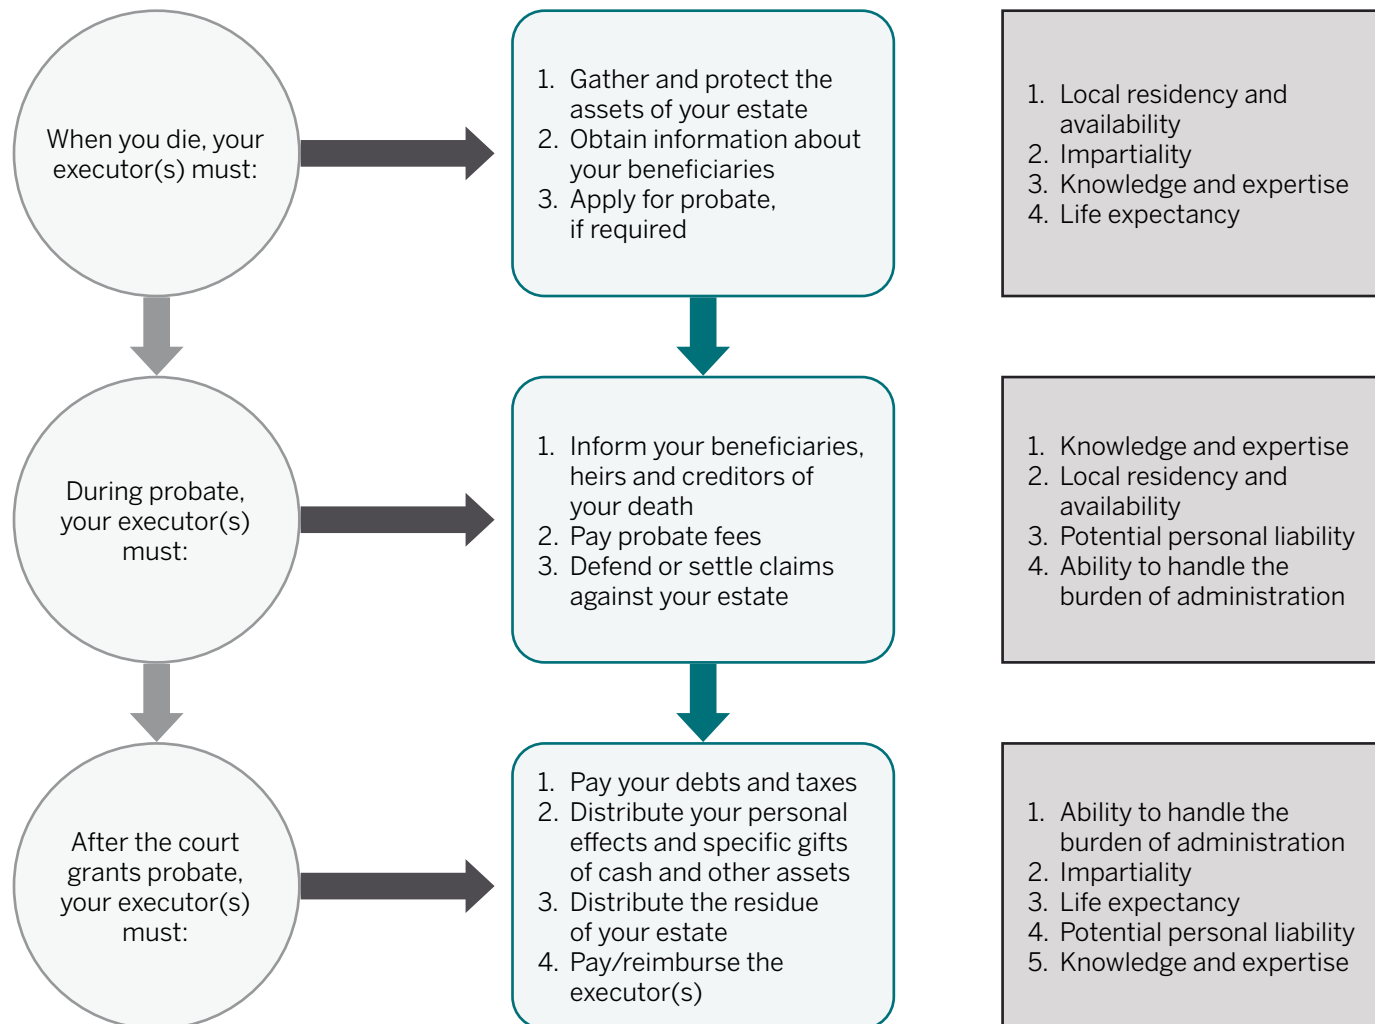 When you die, your
executor(s) must:
1. Gather and protect the
assets of your estate
2. Obtain information about
your beneficiaries
3. Apply for probate,
if required
1. Local residency and
availability
2. Impartiality
3. Knowledge and expertise
4. Life expectancy
During probate,
your executor(s)
must:
1. Inform your beneficiaries,
heirs and creditors of
your death
2. Pay probate fees
3. Defend or settle claims
against your estate
1. Knowledge and expertise
2. Local residency and
availability
3. Potential personal liability
4. Ability to handle the
burden of administration
After the court
grants probate,
your executor(s)
must:
1. Pay your debts and taxes
2. Distribute your personal
effects and specific gifts
of cash and other assets
3. Distribute the residue
of your estate
4. Pay/reimburse the
executor(s)
1. Ability to handle the
burden of administration
2. Impartiality
3. Life expectancy
4. Potential personal liability
5. Knowledge and expertise